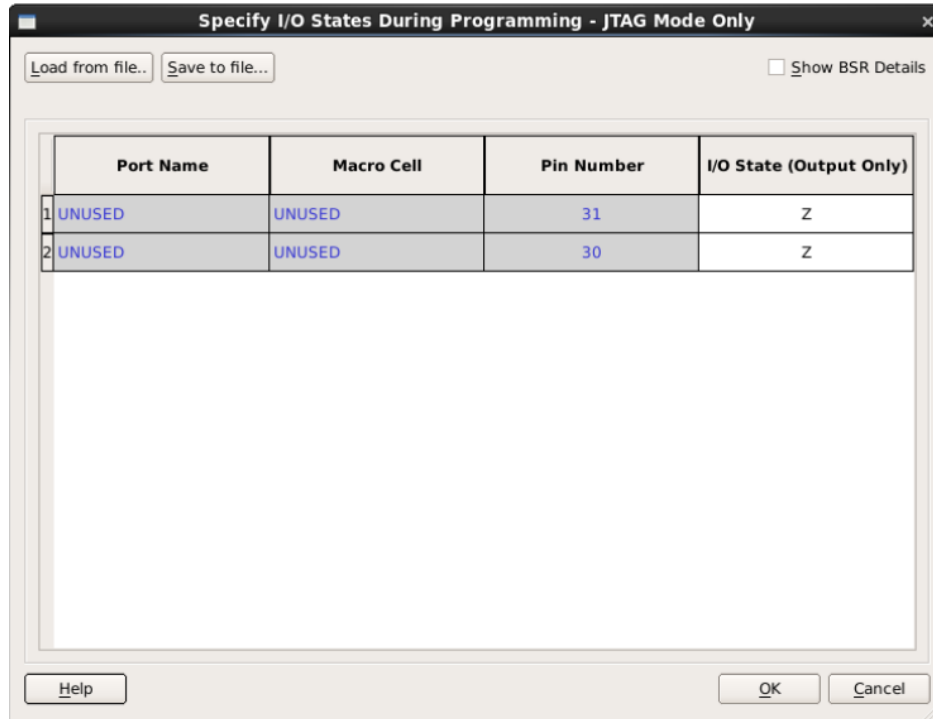 Specify I/O States During Programming - JTAG Mode Only
Load from file.. Save to file... Show BSR Details
Port Name Macro Cell Pin Number I/O State (Output Only)
1 UNUSED UNUSED 31 Z
2 UNUSED UNUSED 30 Z
Help OK Cancel